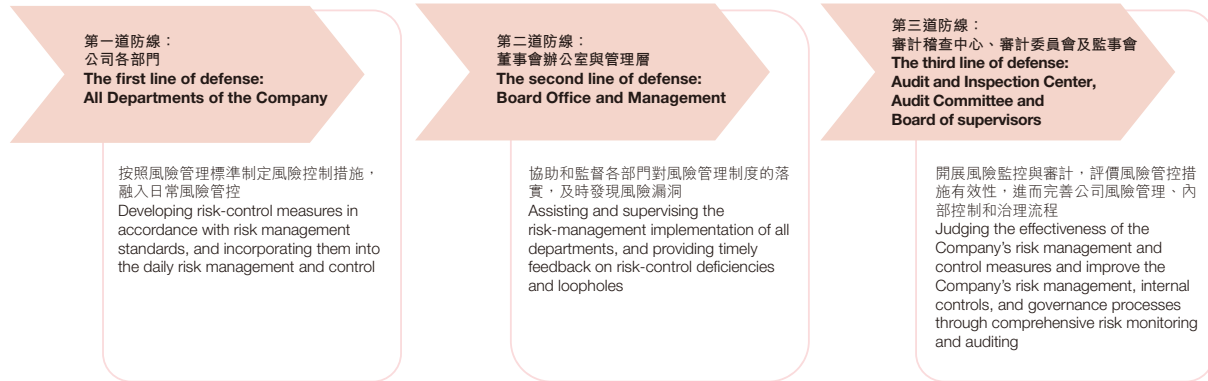 第一道防線：
公司各部門
The first line of defense:
All Departments of the Company
按照風險管理標準制定風險控制措施，
融入日常風險管控
Developing risk-control measures in
accordance with risk management
standards, and incorporating them into
the daily risk management and control
第二道防線：
董事會辦公室與管理層
The second line of defense:
Board Office and Management
協助和監督各部門對風險管理制度的落
實，及時發現風險漏洞
Assisting and supervising the
risk-management implementation of all
departments, and providing timely
feedback on risk-control deficiencies
and loopholes
第三道防線：
審計稽查中心、審計委員會及監事會
The third line of defense:
Audit and Inspection Center,
Audit Committee and
Board of supervisors
開展風險監控與審計，評價風險管控措
施有效性，進而完善公司風險管理、內
部控制和治理流程
Judging the effectiveness of the
Company's risk management and
control measures and improve the
Company's risk management, internal
controls, and governance processes
through comprehensive risk monitoring
and auditing